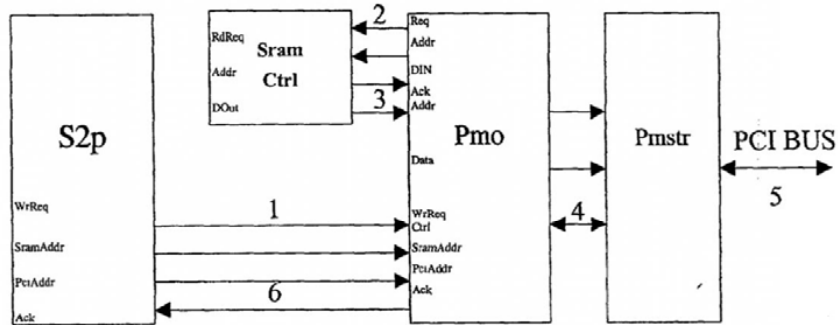 2
Req
RdReq
Sram
Addr
Addr
Ctrl
DIN
Ack
DOut
3
Addr
S2p
Pmo
Pmstr
PCI BUS
Data
5
WrReq
1
WrReq
4
Ctrl
SramAddr
SramAddr
PciAddr
PciAddr
6
Ack
Ack